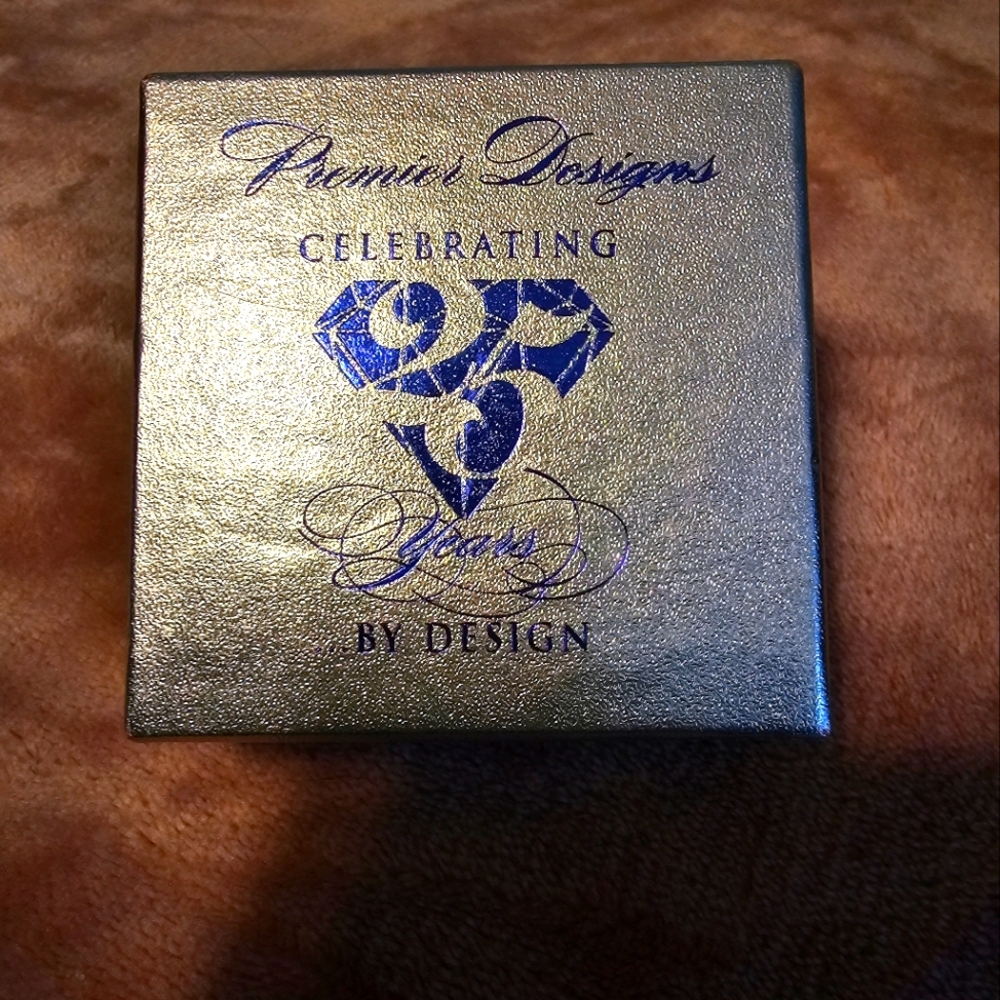 Premier Designs
CELEBRATING
25
Years
BY DESIGN